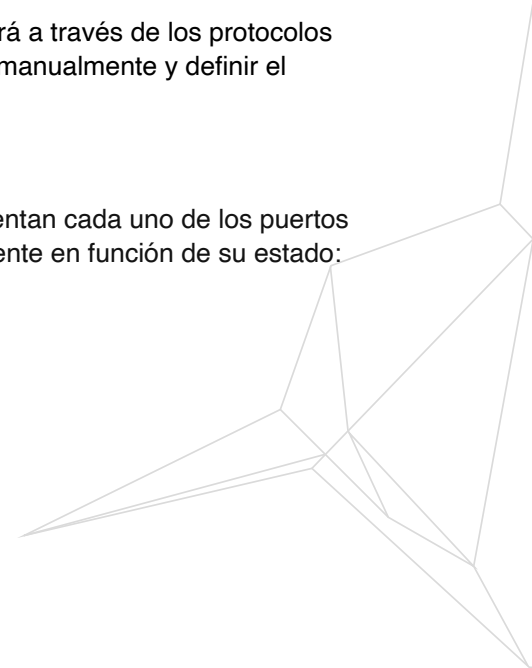 rá a través de los protocolos
manualmente y definir el
entan cada uno de los puertos
ente en función de su estado: